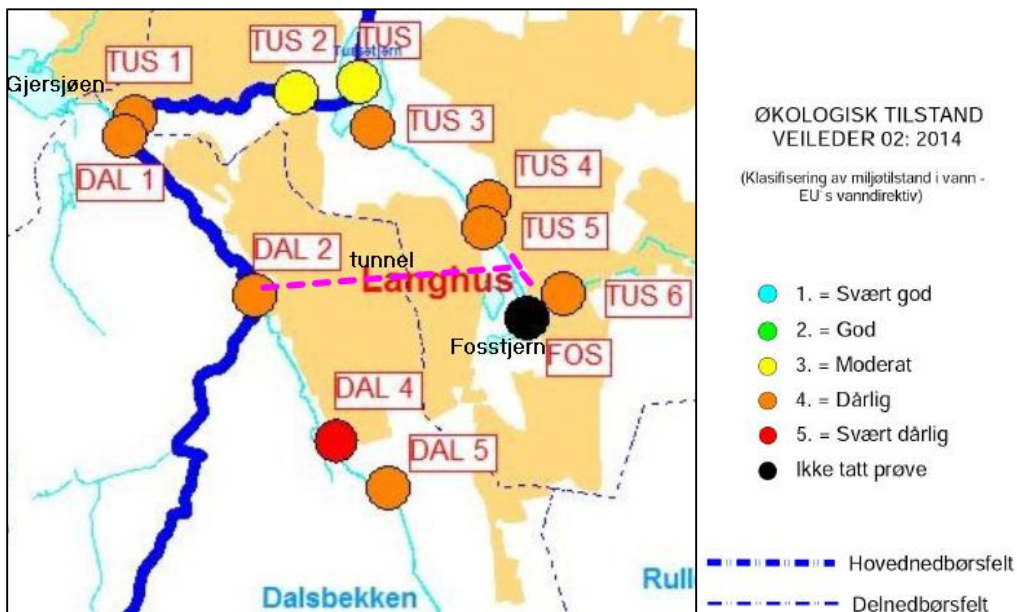 TUS 2
TUS
Tussetjern
TUS 1
Gjersjøen
TUS 3
DAL 1
TUS 4
TUS 5
DAL 2
tunnel
Langhus
TUS 6
Fosstjern
FOS
DAL 4
DAL 5
Dalsbekken
Rull
ØKOLOGISK TILSTAND
VEILEDER 02: 2014
(Klasifisering av miljøtilstand i vann -
EU`s vanndirektiv)
1. = Svært god
2. = God
3. = Moderat
4. = Dårlig
5. = Svært dårlig
Ikke tatt prøve
Hovednedbørsfelt
Delnedbørsfelt